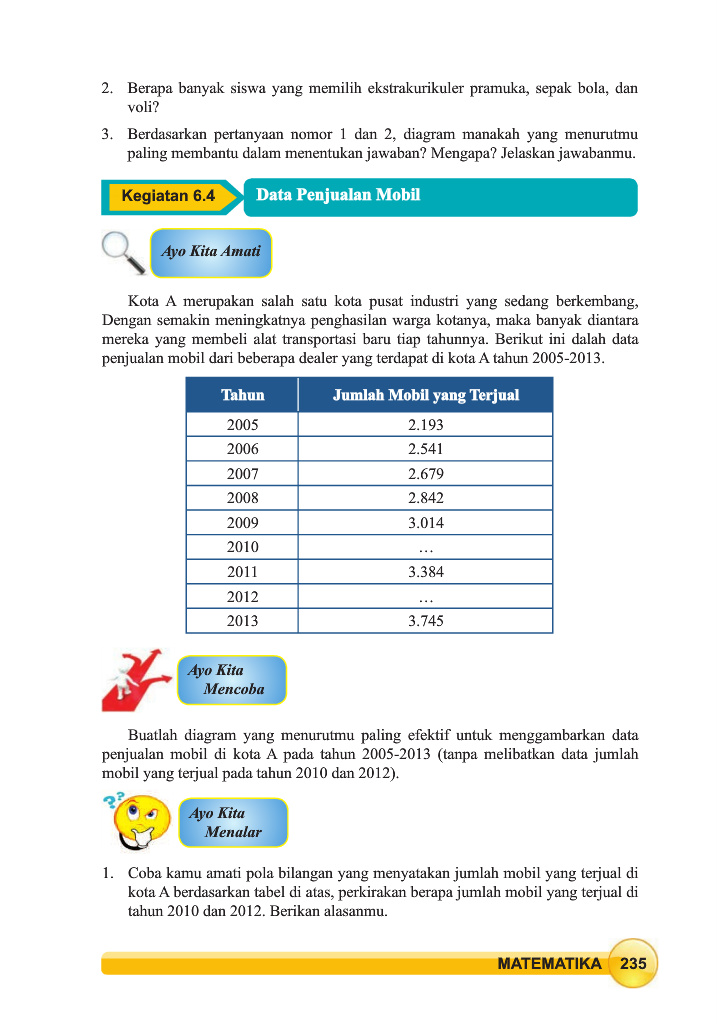 2. Berapa banyak siswa yang memilih ekstrakurikuler pramuka, sepak bola, dan
voli?
3. Berdasarkan pertanyaan nomor 1 dan 2, diagram manakah yang menurutmu
paling membantu dalam menentukan jawaban? Mengapa? Jelaskan jawabanmu.
Kegiatan 6.4 Data Penjualan Mobil
Ayo Kita Amati
Kota A merupakan salah satu kota pusat industri yang sedang berkembang,
Dengan semakin meningkatnya penghasilan warga kotanya, maka banyak diantara
mereka yang membeli alat transportasi baru tiap tahunnya. Berikut ini dalah data
penjualan mobil dari beberapa dealer yang terdapat di kota A tahun 2005-2013.
Tahun Jumlah Mobil yang Terjual
2005 2.193
2006 2.541
2007 2.679
2008 2.842
2009 3.014
2010 …
2011 3.384
2012 …
2013 3.745
Ayo Kita
Mencoba
Buatlah diagram yang menurutmu paling efektif untuk menggambarkan data
penjualan mobil di kota A pada tahun 2005-2013 (tanpa melibatkan data jumlah
mobil yang terjual pada tahun 2010 dan 2012).
??
Ayo Kita
Menalar
1. Coba kamu amati pola bilangan yang menyatakan jumlah mobil yang terjual di
kota A berdasarkan tabel di atas, perkirakan berapa jumlah mobil yang terjual di
tahun 2010 dan 2012. Berikan alasanmu.
MATEMATIKA 235